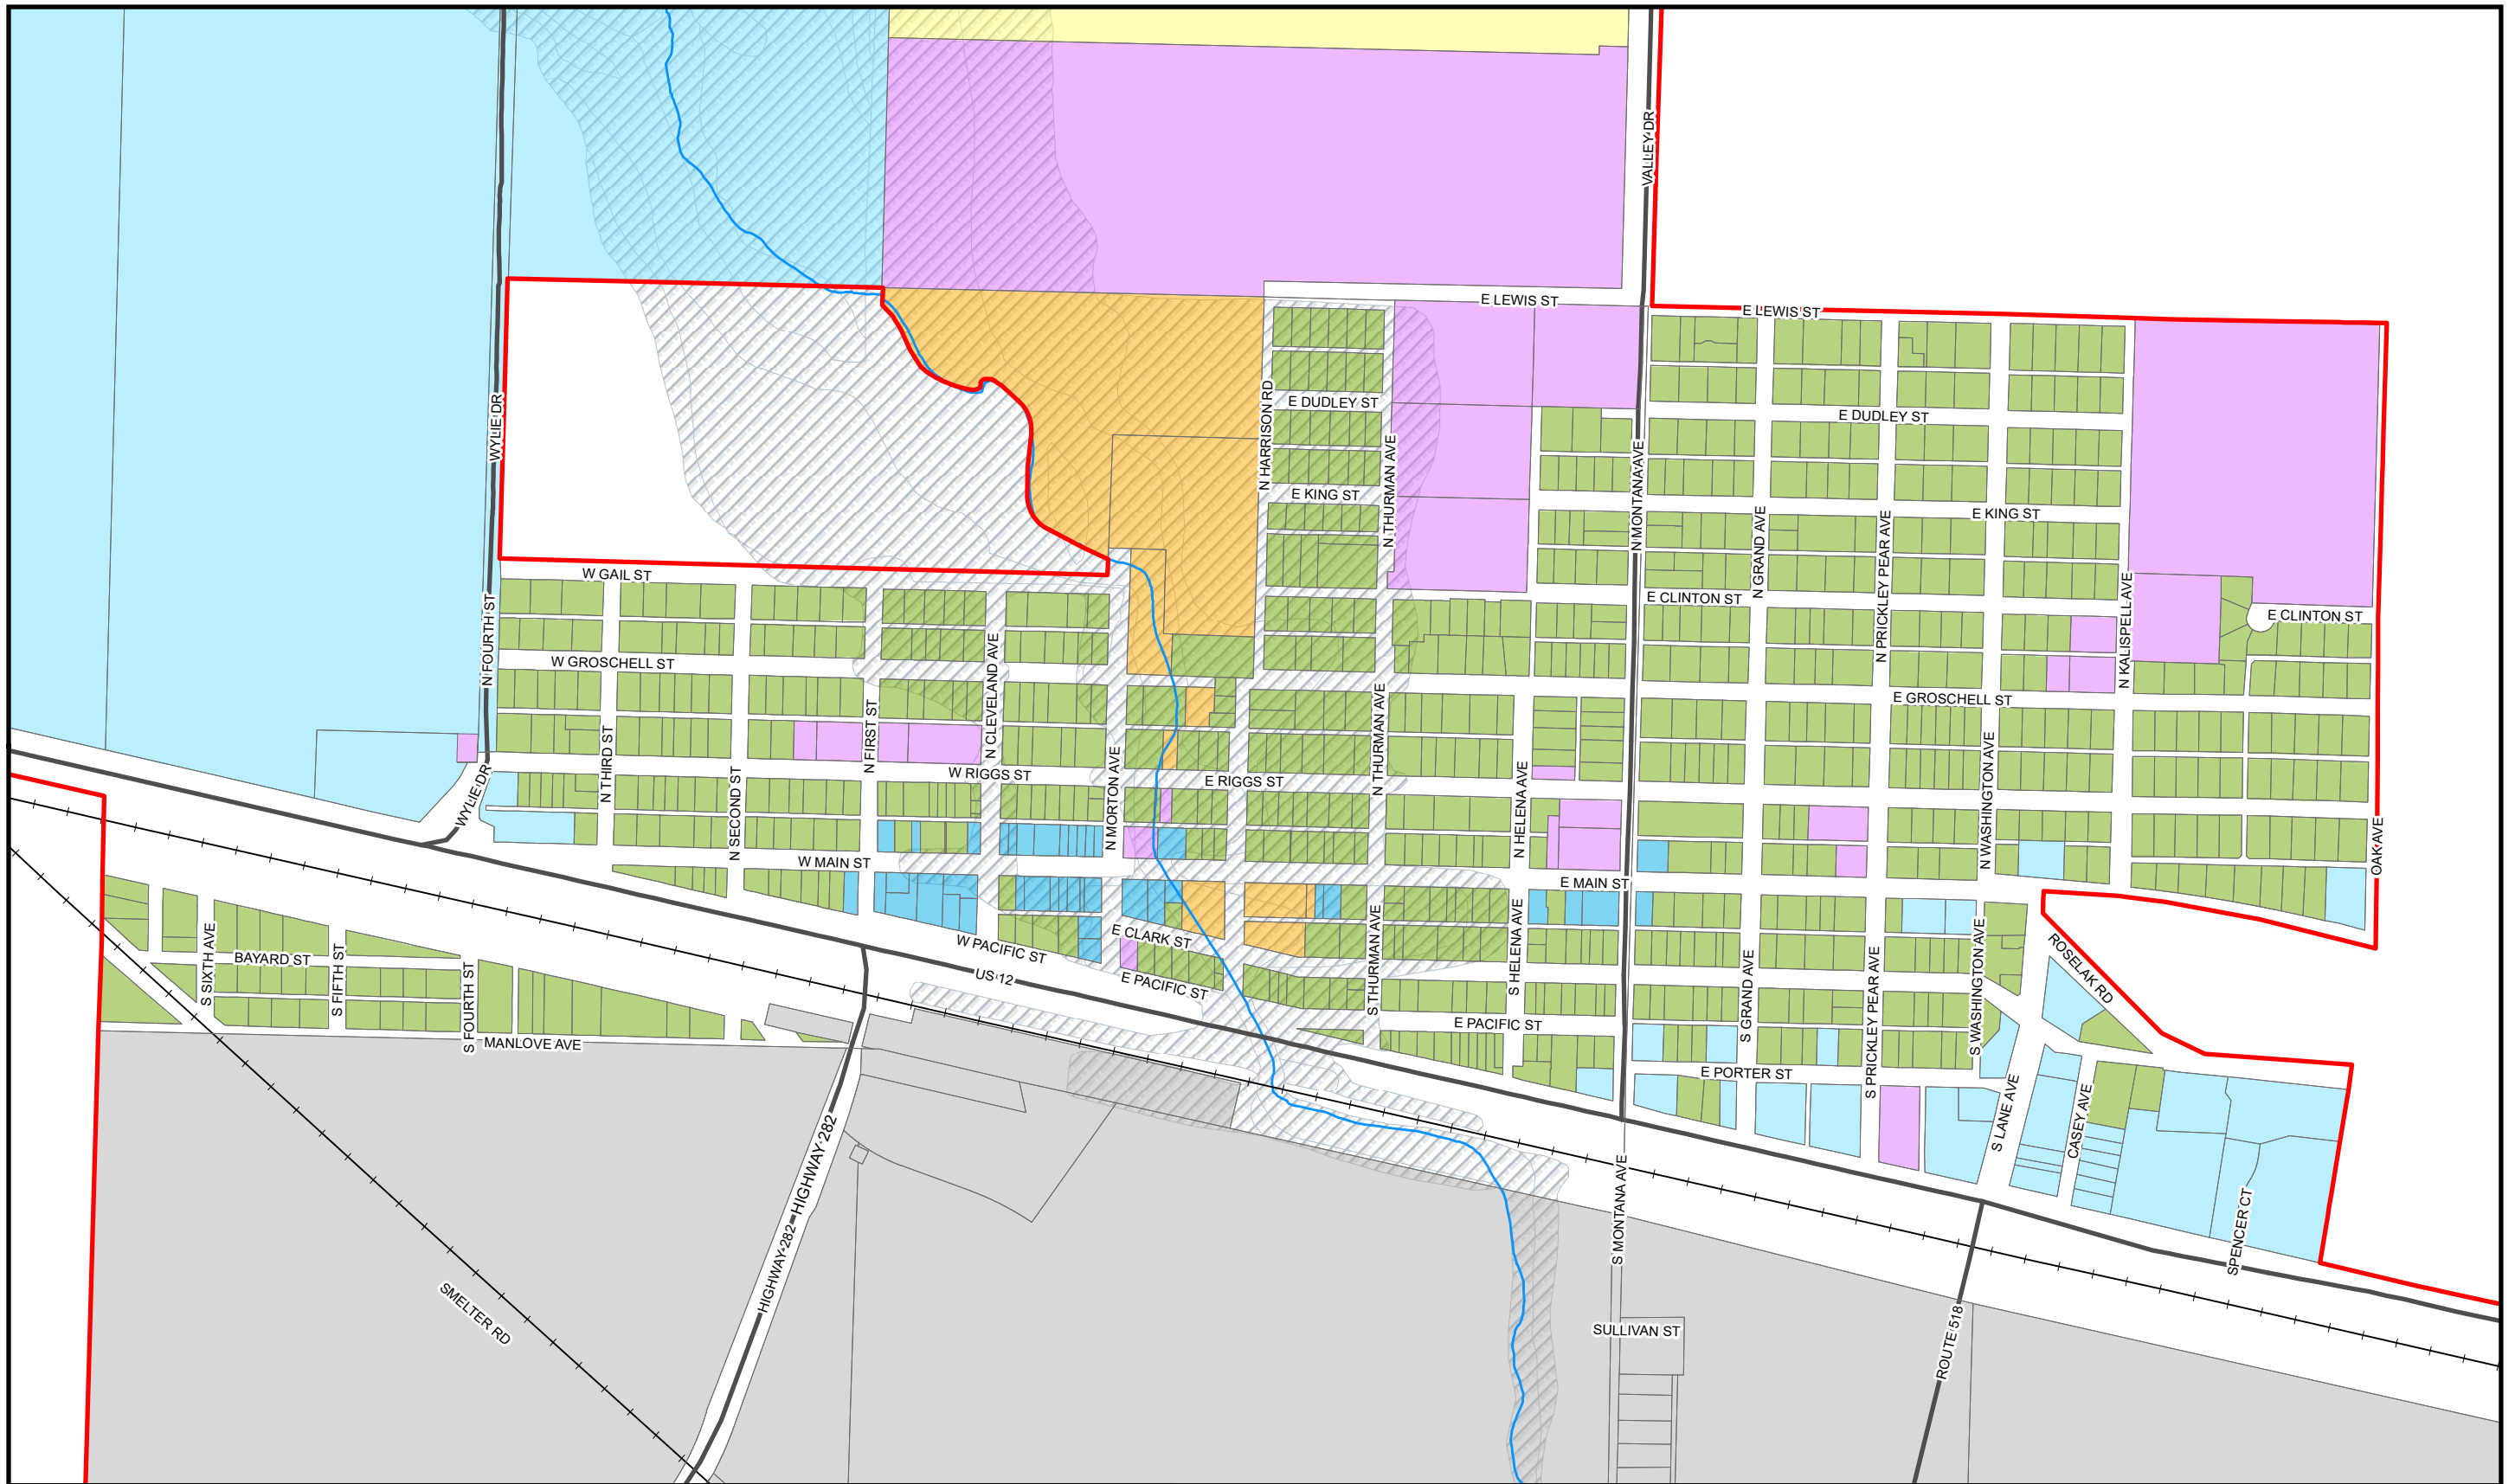 VALLEY DR
E LEWIS ST
E LEWIS ST
WYLIE DR
N HARRISON RD
E DUDLEY ST
E DUDLEY ST
N THURMAN AVE
N MONTANA AVE
E KING ST
E KING ST
N GRAND AVE
N PRICKLEY PEAR AVE
W GAIL ST
E CLINTON ST
E CLINTON ST
N FOURTH ST
N KALISPELL AVE
W GROSCHELL ST
N CLEVELAND AVE
E GROSCHELL ST
N FIRST ST
N THIRD ST
N THURMAN AVE
N MORTON AVE
N HELENA AVE
N WASHINGTON AVE
W RIGGS ST
E RIGGS ST
WYLIE DR
N SECOND ST
OAK AVE
W MAIN ST
E MAIN ST
S SIXTH AVE
BAYARD ST
S FIFTH ST
S FOURTH ST
MANLOVE AVE
W PACIFIC ST
E CLARK ST
US 12
E PACIFIC ST
S THURMAN AVE
S HELENA AVE
E PACIFIC ST
S GRAND AVE
S PRICKLEY PEAR AVE
S WASHINGTON AVE
ROSELAK RD
E PORTER ST
S LANE AVE
CASEY AVE
SPENCER CT
HIGHWAY 282
HIGHWAY 282
S MONTANA AVE
SMELTER RD
SULLIVAN ST
ROUTE 518